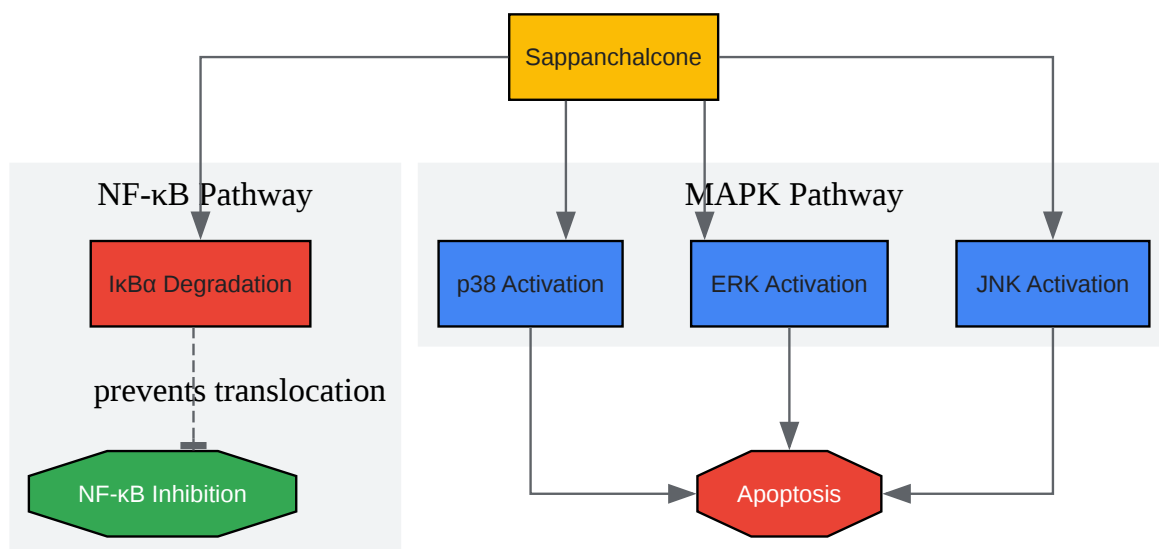 Sappanchalcone
NF-κB Pathway
MAPK Pathway
IκBα Degradation
p38 Activation
ERK Activation
JNK Activation
prevents translocation
NF-κB Inhibition
Apoptosis